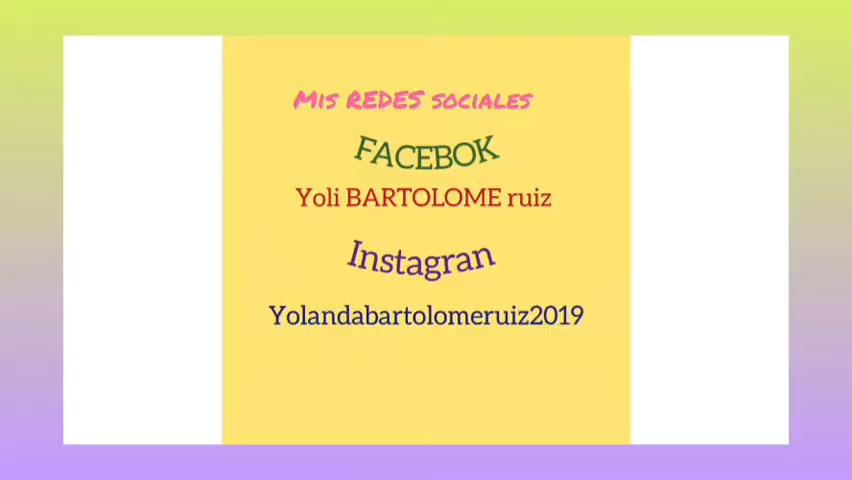 Mis REDES sociales
FACEBOK
Yoli BARTOLOME ruiz
Instagran
Yolandabartolomeruiz2019